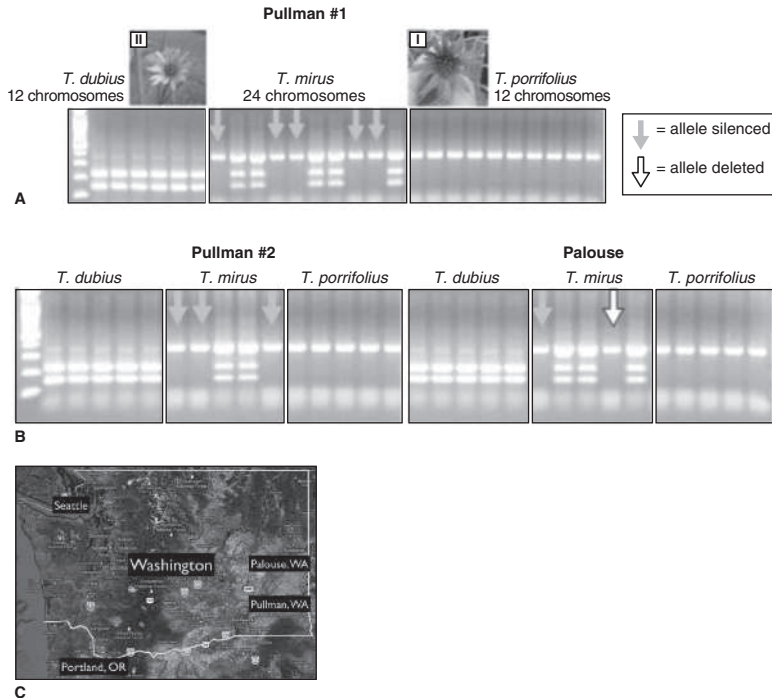 Pullman #1
II
I
T. dubius
12 chromosomes
T. mirus
24 chromosomes
T. porrifolius
12 chromosomes
= allele silenced
= allele deleted
A
Pullman #2
Palouse
T. dubius
T. mirus
T. porrifolius
T. dubius
T. mirus
T. porrifolius
B
Seattle
Washington
Palouse, WA
Pullman, WA
Portland, OR
C